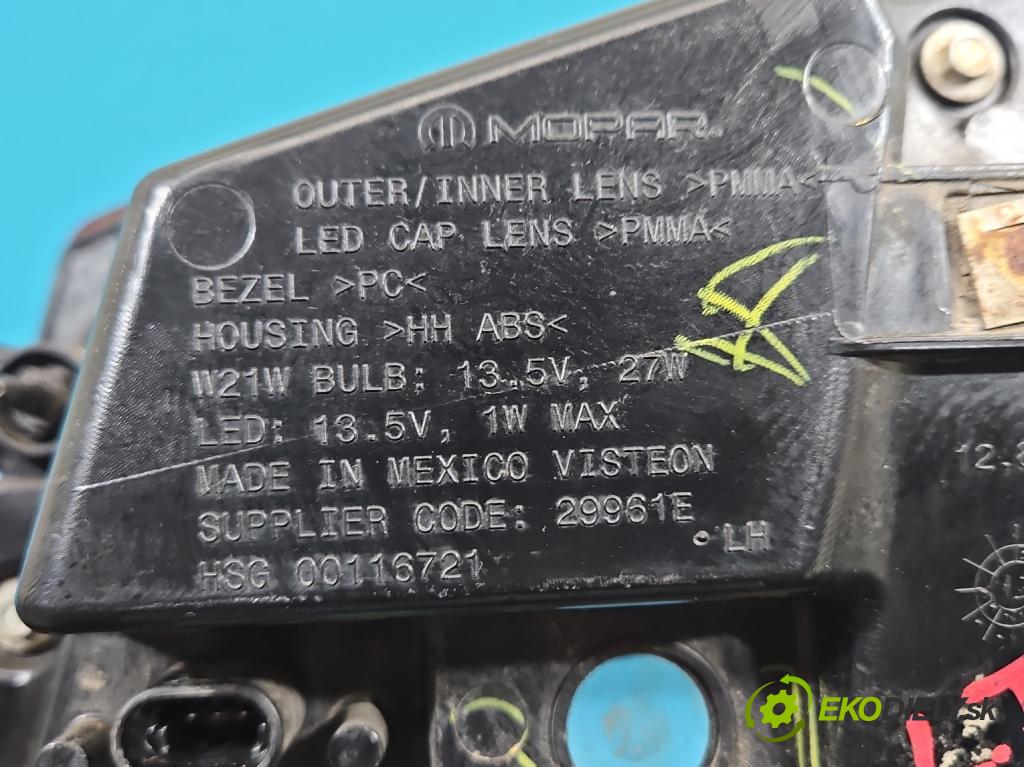 MOPAR
OUTER/INNER LENS >PMMA<
LED CAP LENS >PMMA<
BEZEL >PC<
HOUSING >HH ABS<
W21W BULB: 13.5V, 27W
LED: 13.5V, 1W MAX
MADE IN MEXICO VISTEON
SUPPLIER CODE: 29961E
LH
HSG 00116721
EKODIELY.SK